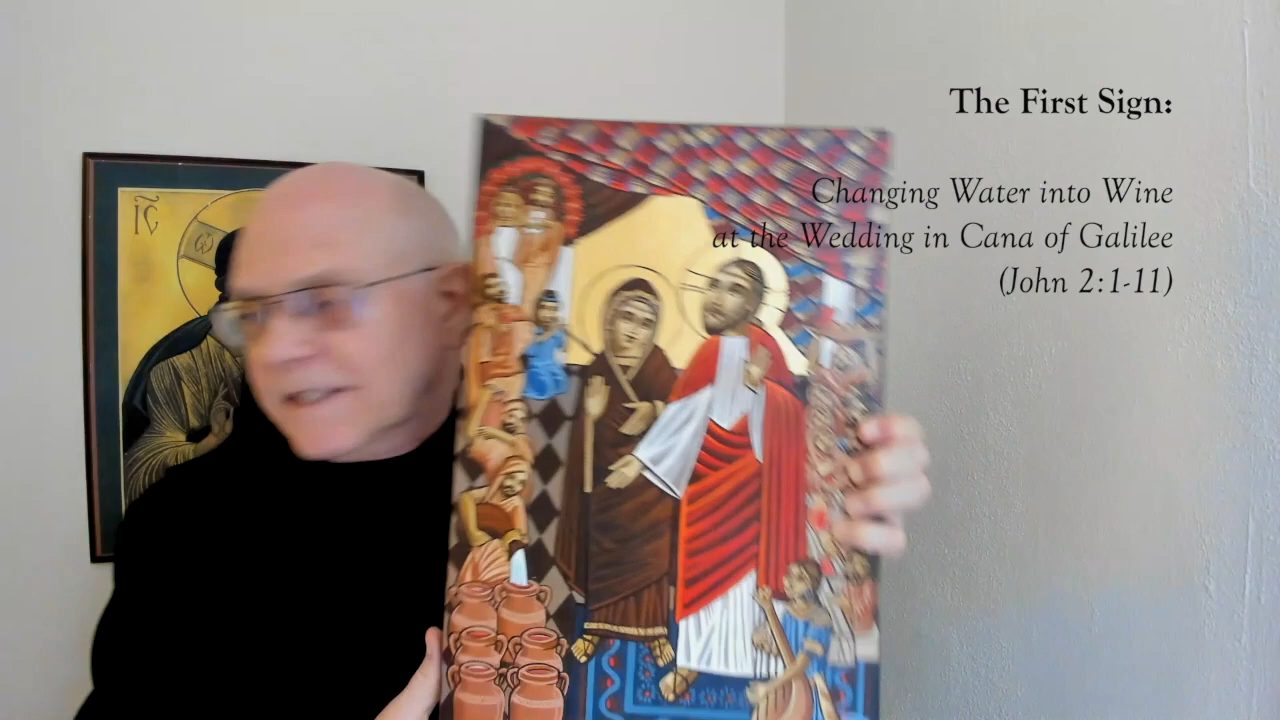 The First Sign:
Changing Water into Wine
at the Wedding in Cana of Galilee
(John 2:1-11)
IC
ω